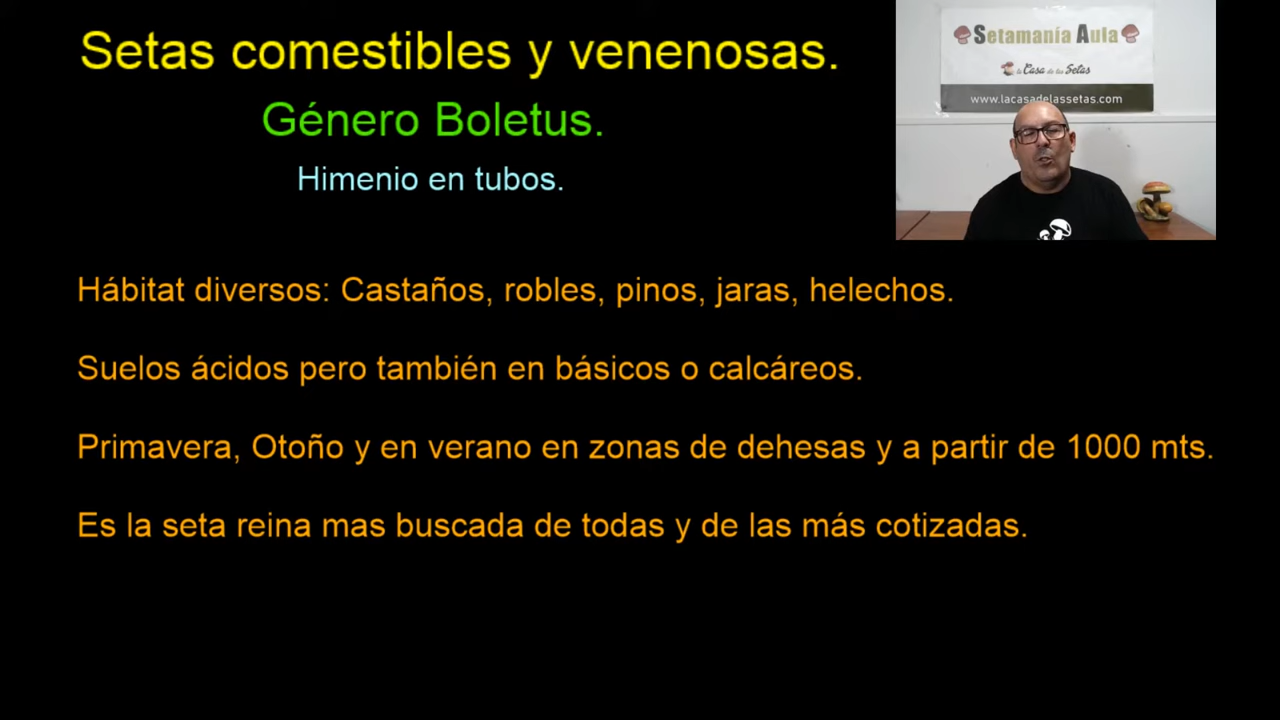 Setas comestibles y venenosas.
Género Boletus.
Himenio en tubos.
Setamanía Aula
la Casa de las Setas
www.lacasadelassetas.com
Hábitat diversos: Castaños, robles, pinos, jaras, helechos.
Suelos ácidos pero también en básicos o calcáreos.
Primavera, Otoño y en verano en zonas de dehesas y a partir de 1000 mts.
Es la seta reina mas buscada de todas y de las más cotizadas.